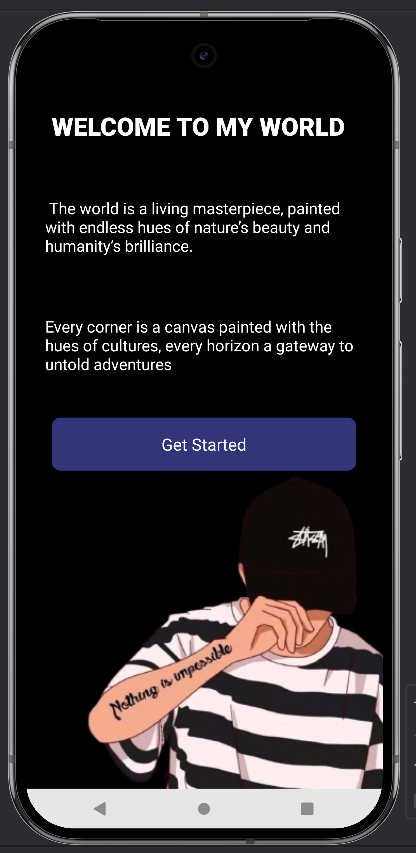 WELCOME TO MY WORLD
The world is a living masterpiece, painted
with endless hues of nature's beauty and
humanity's brilliance.
Every corner is a canvas painted with the
hues of cultures, every horizon a gateway to
untold adventures
Get Started
Nothing is impossible